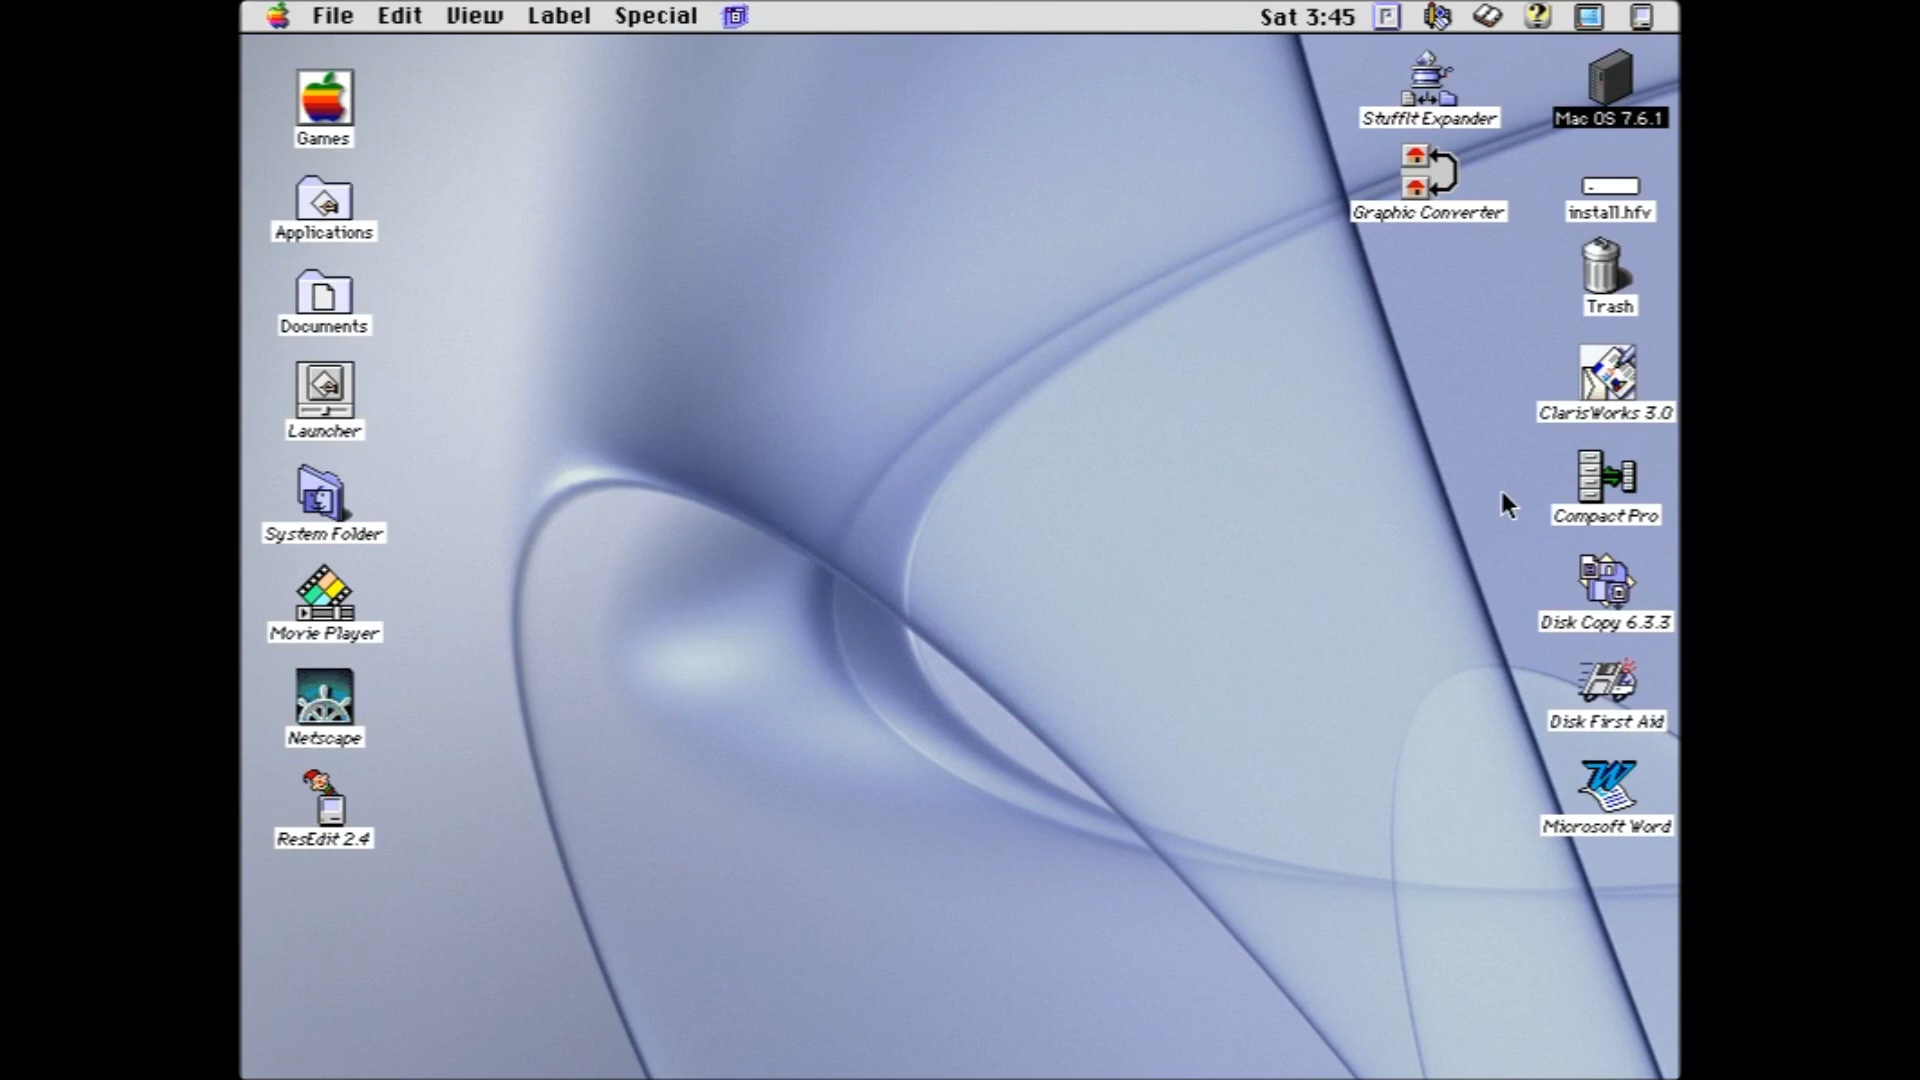 File Edit View Label Special Sat 3:45
Games
Applications
Documents
Launcher
System Folder
Movie Player
Netscape
ResEdit 2.4
StuffIt Expander
Graphic Converter
Mac OS 7.6.1
install.hfv
Trash
ClarisWorks 3.0
Compact Pro
Disk Copy 6.3.3
Disk First Aid
Microsoft Word